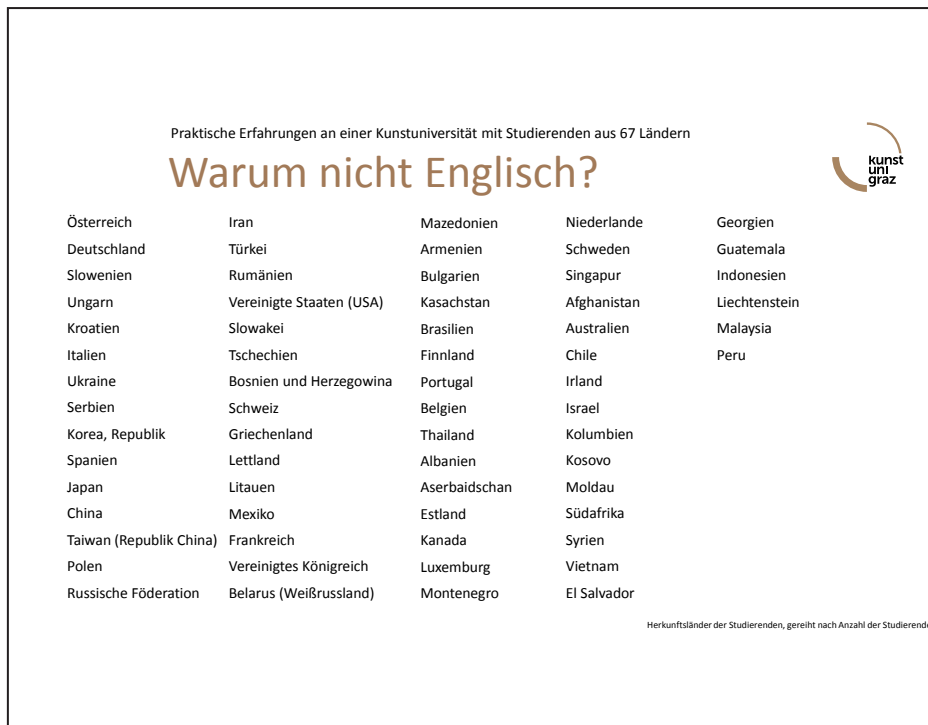 Praktische Erfahrungen an einer Kunstuniversität mit Studierenden aus 67 Ländern
Warum nicht Englisch?
kunst
uni
graz
Österreich
Deutschland
Slowenien
Ungarn
Kroatien
Italien
Ukraine
Serbien
Korea, Republik
Spanien
Japan
China
Taiwan (Republik China)
Polen
Russische Föderation
Iran
Türkei
Rumänien
Vereinigte Staaten (USA)
Slowakei
Tschechien
Bosnien und Herzegowina
Schweiz
Griechenland
Lettland
Litauen
Mexiko
Frankreich
Vereinigtes Königreich
Belarus (Weißrussland)
Mazedonien
Armenien
Bulgarien
Kasachstan
Brasilien
Finnland
Portugal
Belgien
Thailand
Albanien
Aserbaidschan
Estland
Kanada
Luxemburg
Montenegro
Niederlande
Schweden
Singapur
Afghanistan
Australien
Chile
Irland
Israel
Kolumbien
Kosovo
Moldau
Südafrika
Syrien
Vietnam
El Salvador
Georgien
Guatemala
Indonesien
Liechtenstein
Malaysia
Peru
Herkunftsländer der Studierenden, gereiht nach Anzahl der Studierende